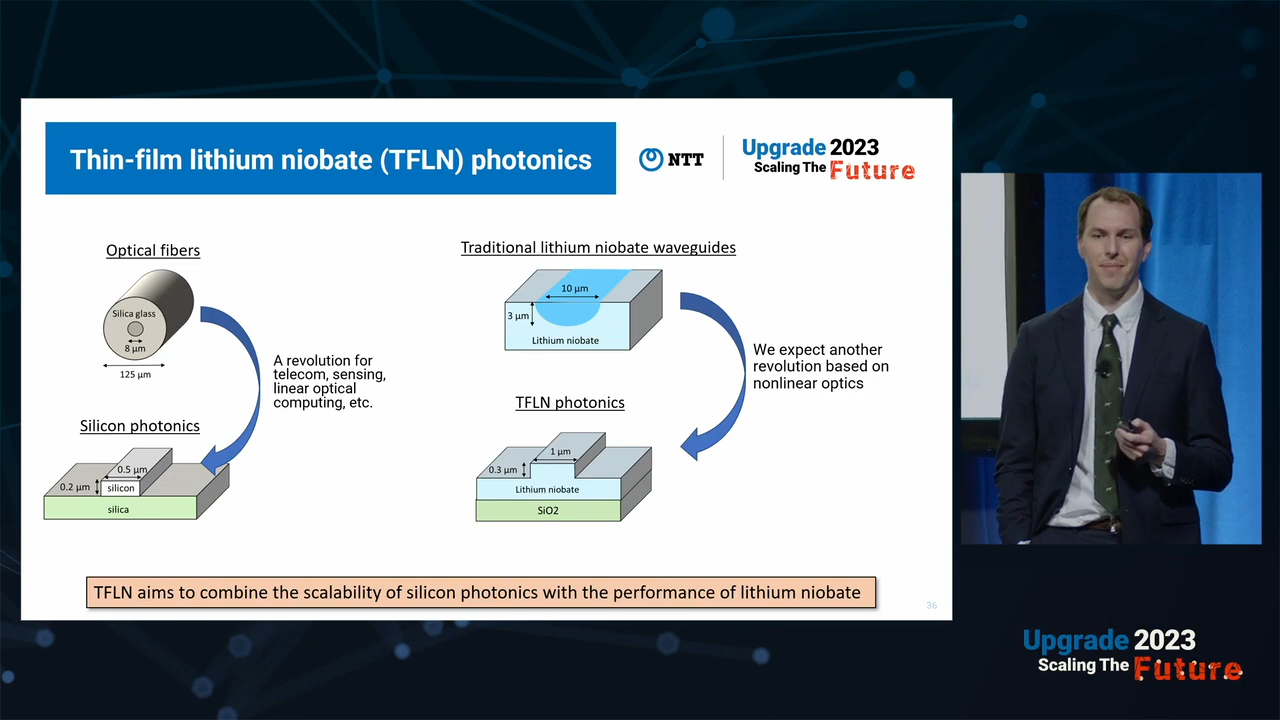 Thin-film lithium niobate (TFLN) photonics
NTT
Upgrade 2023
Scaling The Future
Optical fibers
Silica glass
8 µm
125 µm
A revolution for
telecom, sensing,
linear optical
computing, etc.
Silicon photonics
0.5 µm
0.2 µm
silicon
silica
Traditional lithium niobate waveguides
10 µm
3 µm
Lithium niobate
We expect another
revolution based on
nonlinear optics
TFLN photonics
1 µm
0.3 µm
Lithium niobate
SiO2
TFLN aims to combine the scalability of silicon photonics with the performance of lithium niobate
36
Upgrade 2023
Scaling The Future